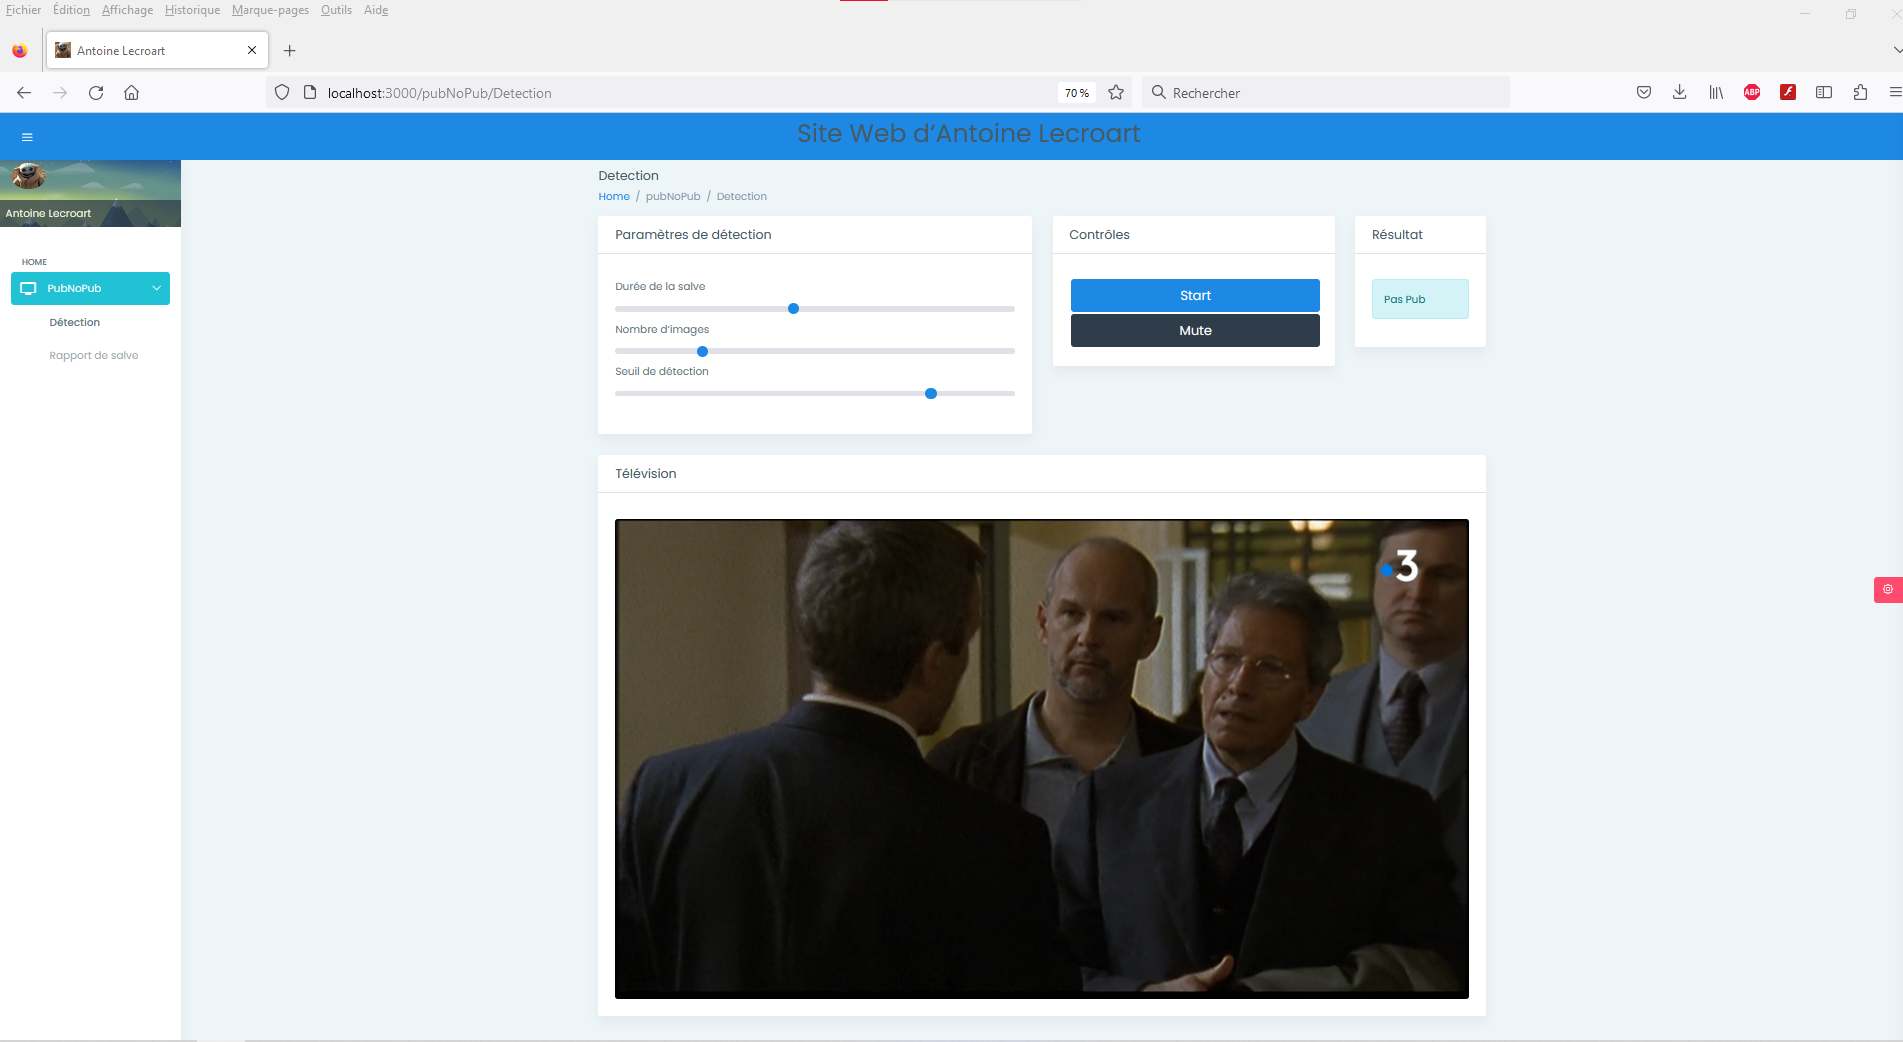 Fichier Édition Affichage Historique Marque-pages Outils Aide
Antoine Lecroart
localhost:3000/pubNoPub/Detection
70 %
Rechercher
ABP
Site Web d'Antoine Lecroart
Antoine Lecroart
HOME
PubNoPub
Détection
Rapport de salve
Detection
Home / pubNoPub / Detection
Paramètres de détection
Durée de la salve
Nombre d'images
Seuil de détection
Contrôles
Start
Mute
Résultat
Pas Pub
Télévision
3